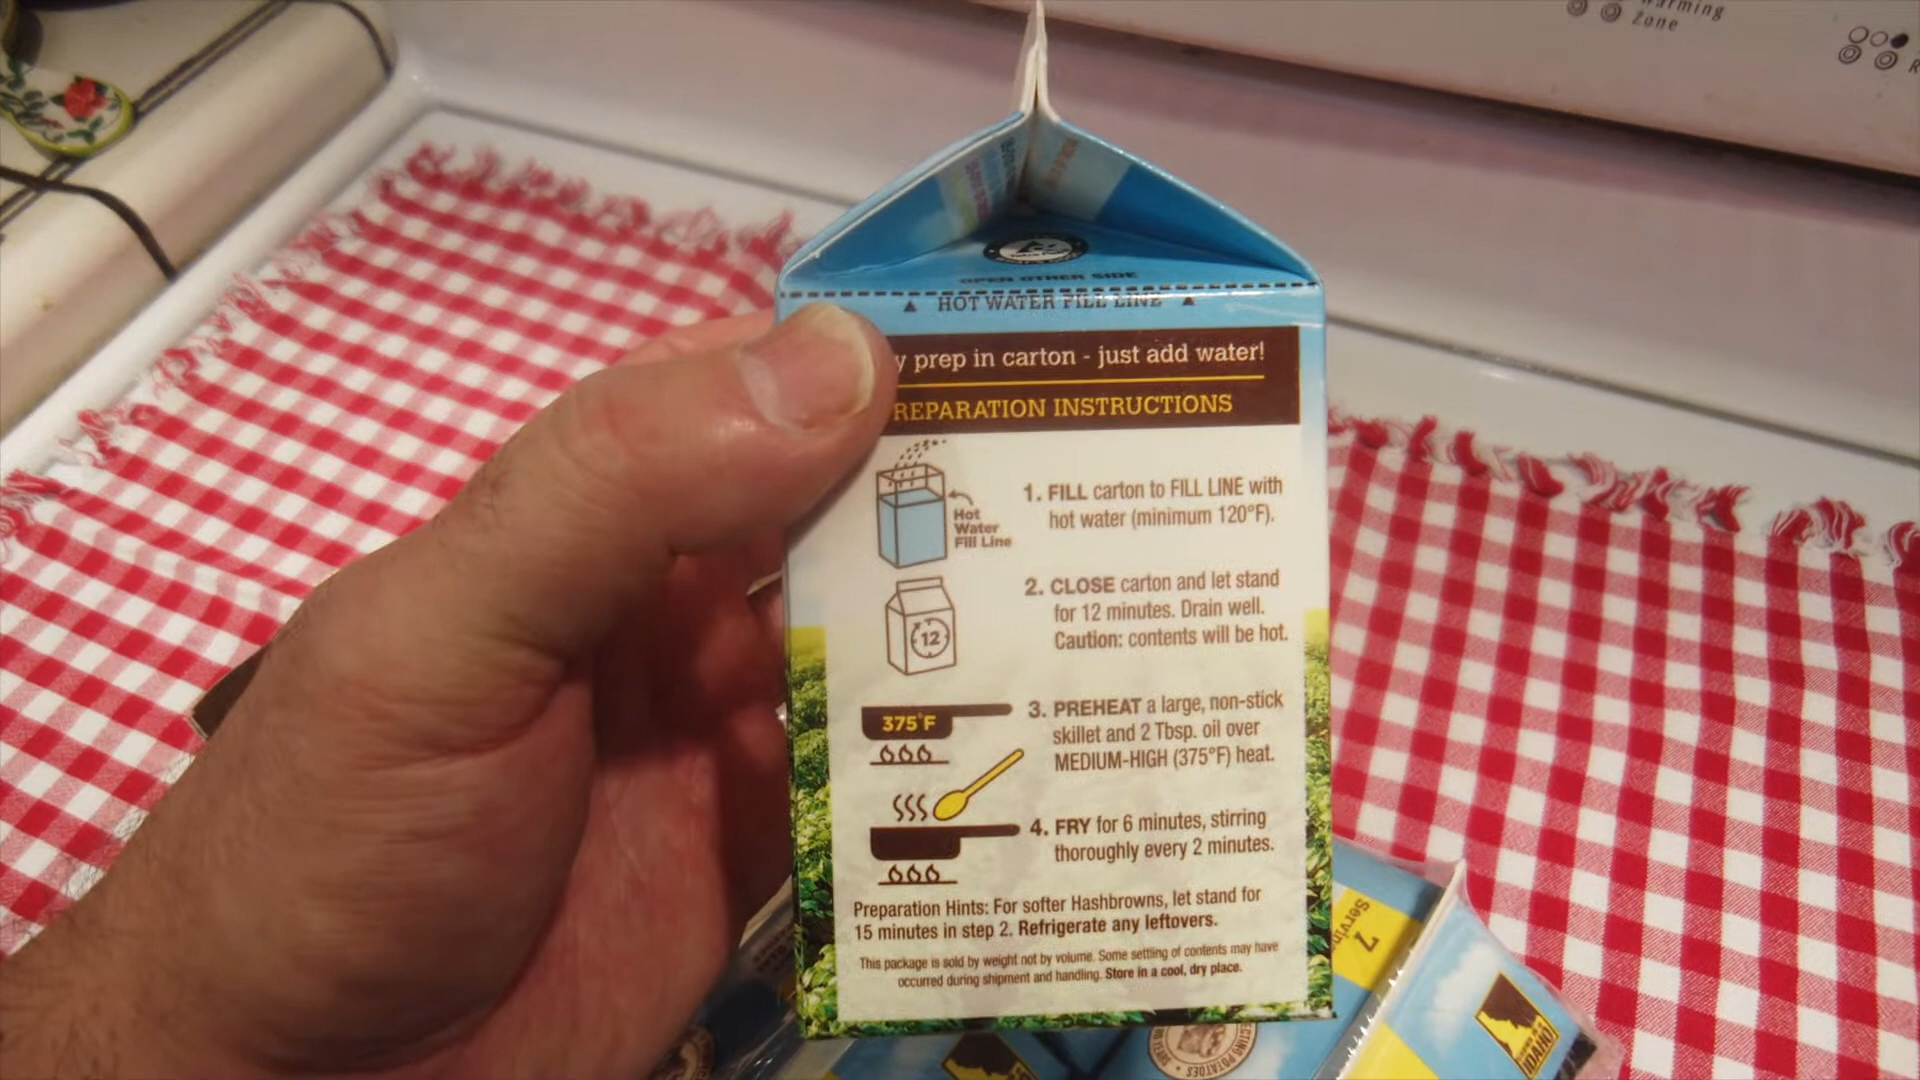 Warming
Zone
OPEN OTHER SIDE
HOT WATER FILL LINE
prep in carton - just add water!
REPARATION INSTRUCTIONS
Hot
Water
Fill Line
1. FILL carton to FILL LINE with
hot water (minimum 120°F).
12
2. CLOSE carton and let stand
for 12 minutes. Drain well.
Caution: contents will be hot.
375°F
3. PREHEAT a large, non-stick
skillet and 2 Tbsp. oil over
MEDIUM-HIGH (375°F) heat.
4. FRY for 6 minutes, stirring
thoroughly every 2 minutes.
Preparation Hints: For softer Hashbrowns, let stand for
15 minutes in step 2. Refrigerate any leftovers.
This package is sold by weight not by volume. Some settling of contents may have
occurred during shipment and handling. Store in a cool, dry place.
7
IDAHO